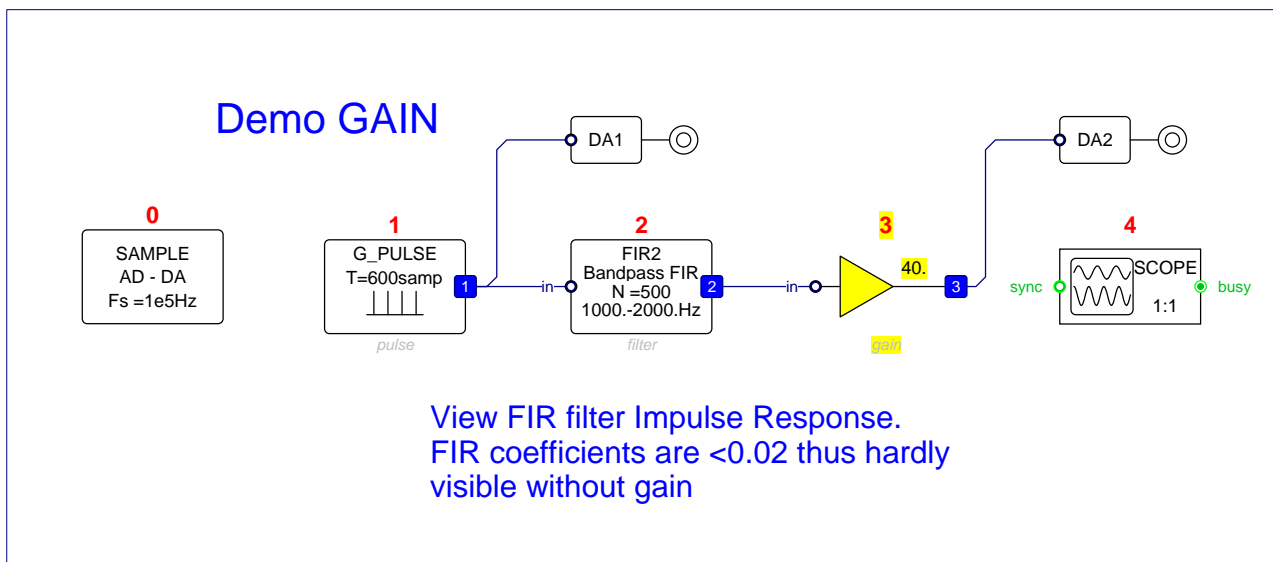 Demo GAIN
DA1
DA2
0
1
2
3
4
SAMPLE
AD - DA
Fs =1e5Hz
G_PULSE
T=600samp
1
pulse
in
FIR2
Bandpass FIR
N =500
1000.-2000.Hz
2
filter
in
40.
3
gain
sync
SCOPE
1:1
busy
View FIR filter Impulse Response.
FIR coefficients are <0.02 thus hardly
visible without gain